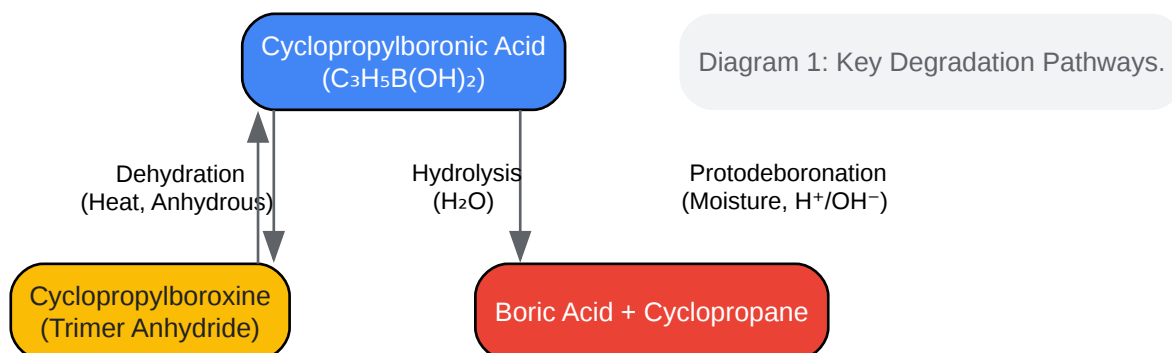 Cyclopropylboronic Acid
(C₃H₅B(OH)₂)
Diagram 1: Key Degradation Pathways.
Dehydration
(Heat, Anhydrous)
Hydrolysis
(H₂O)
Protodeboronation
(Moisture, H⁺/OH⁻)
Cyclopropylboroxine
(Trimer Anhydride)
Boric Acid + Cyclopropane